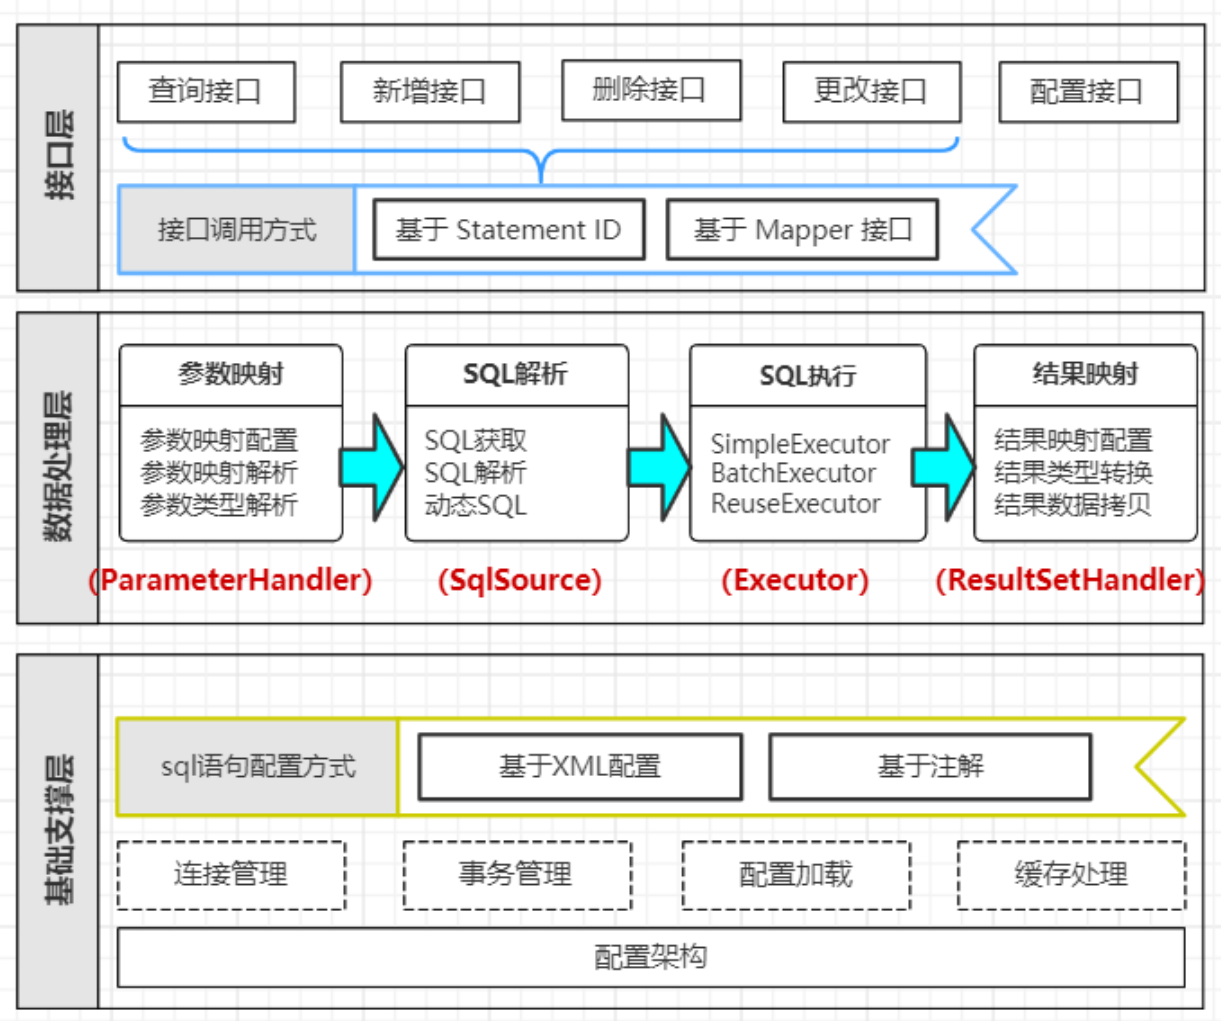 接口层
查询接口
新增接口
删除接口
更改接口
配置接口
接口调用方式
基于 Statement ID
基于 Mapper 接口
数据处理层
参数映射
参数映射配置
参数映射解析
参数类型解析
(ParameterHandler)
SQL解析
SQL获取
SQL解析
动态SQL
(SqlSource)
SQL执行
SimpleExecutor
BatchExecutor
ReuseExecutor
(Executor)
结果映射
结果映射配置
结果类型转换
结果数据拷贝
(ResultSetHandler)
基础支撑层
sql语句配置方式
基于XML配置
基于注解
连接管理
事务管理
配置加载
缓存处理
配置架构